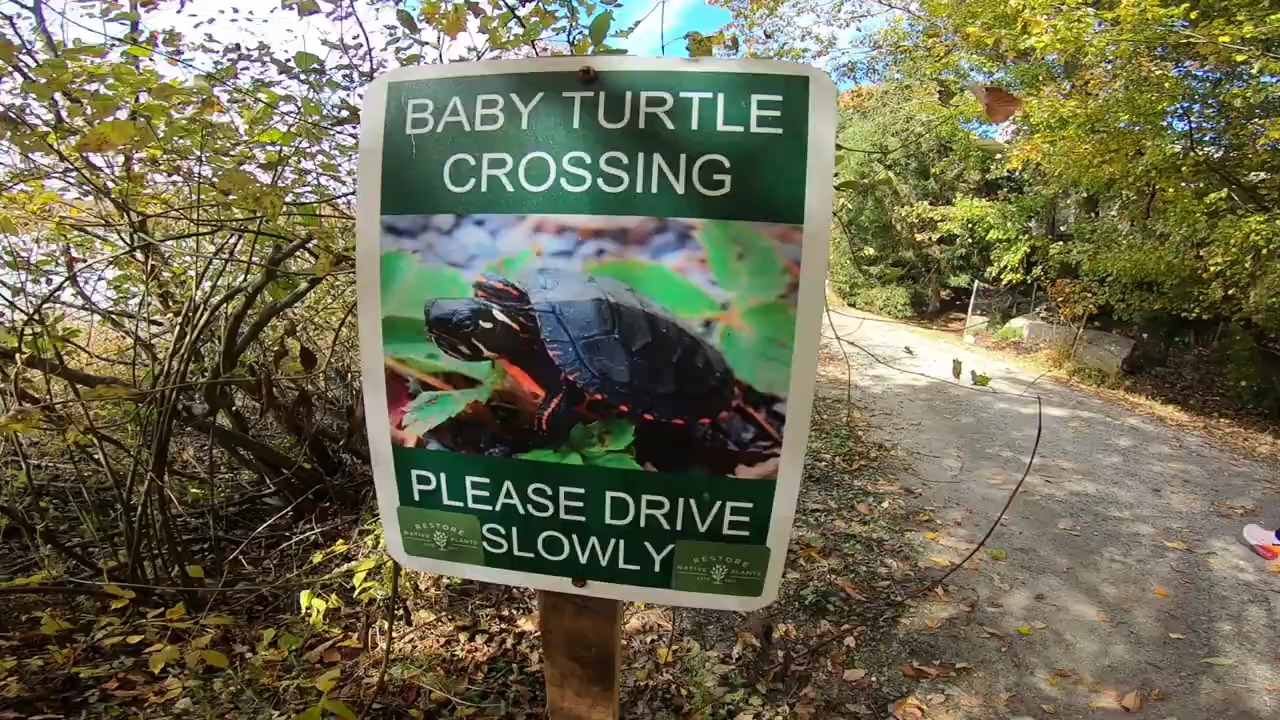 BABY TURTLE
CROSSING
PLEASE DRIVE
SLOWLY
RESTORE
NATIVE PLANTS
RESTORE
NATIVE PLANTS